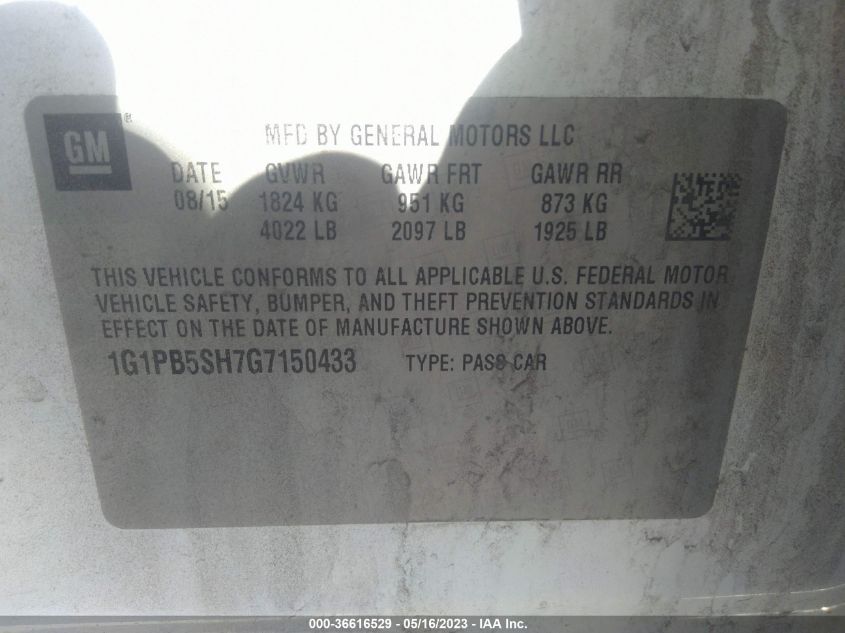 GM®
MFD BY GENERAL MOTORS LLC
DATE GVWR GAWR FRT GAWR RR
08/15 1824 KG 951 KG 873 KG
4022 LB 2097 LB 1925 LB
THIS VEHICLE CONFORMS TO ALL APPLICABLE U.S. FEDERAL MOTOR
VEHICLE SAFETY, BUMPER, AND THEFT PREVENTION STANDARDS IN
EFFECT ON THE DATE OF MANUFACTURE SHOWN ABOVE.
1G1PB5SH7G7150433 TYPE: PASS CAR
000-36616529 - 05/16/2023 - IAA Inc.